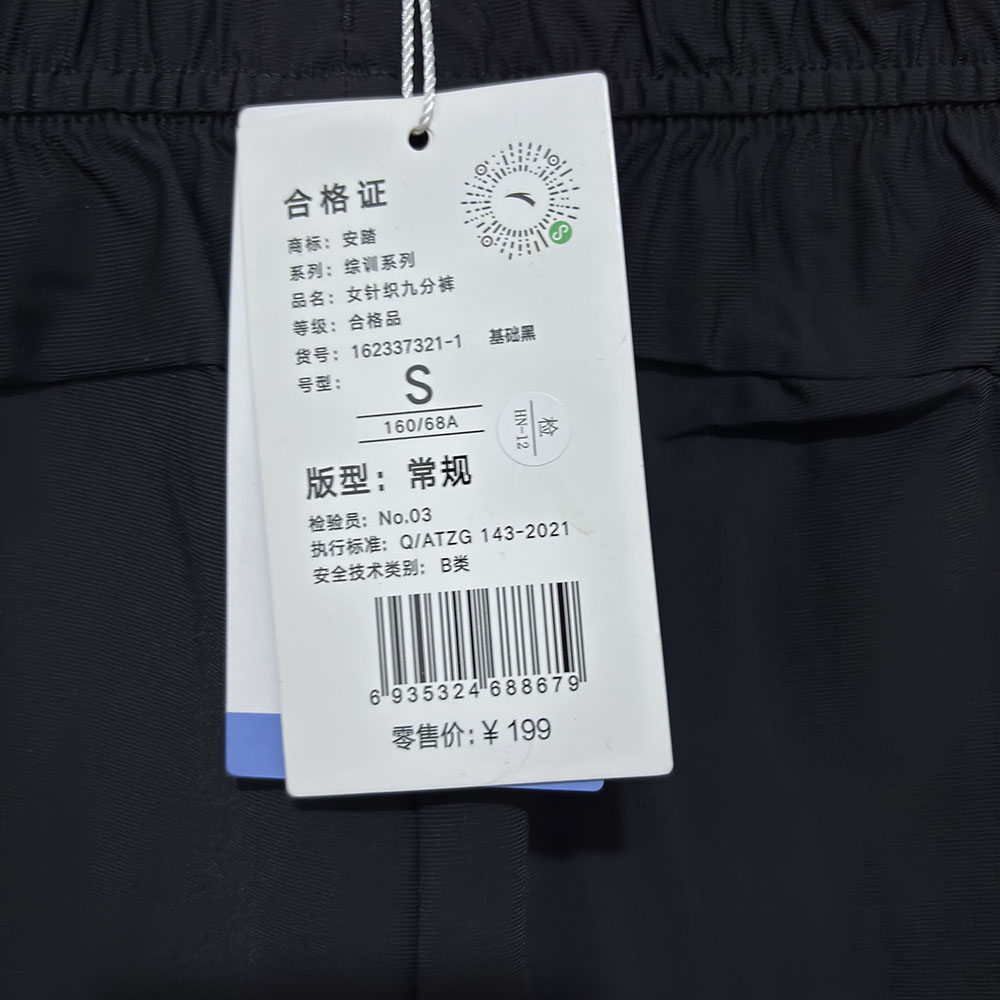 合格证
商标：安踏
系列：综训系列
品名：女针织九分裤
等级：合格品
货号：162337321-1 基础黑
号型：S
160/68A
检
HN-12
版型：常规
检验员：No.03
执行标准：Q/ATZG 143-2021
安全技术类别：B类
6 935324 688679
零售价：¥ 199